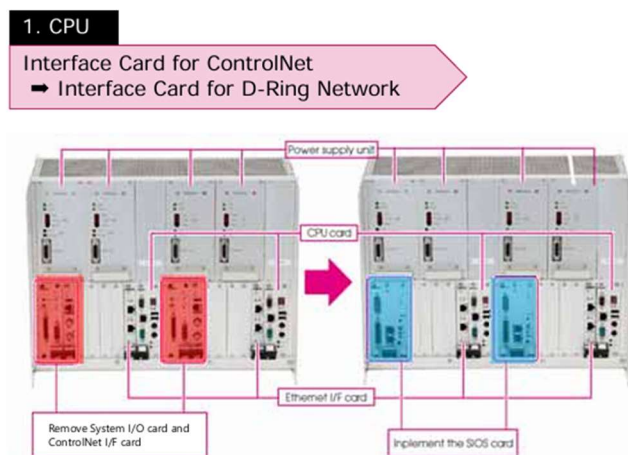 1. CPU
Interface Card for ControlNet
➡ Interface Card for D-Ring Network
Power supply unit
CPU card
Ethernet I/F card
Remove System I/O card and
ControlNet I/F card
Inplement the SIOS card